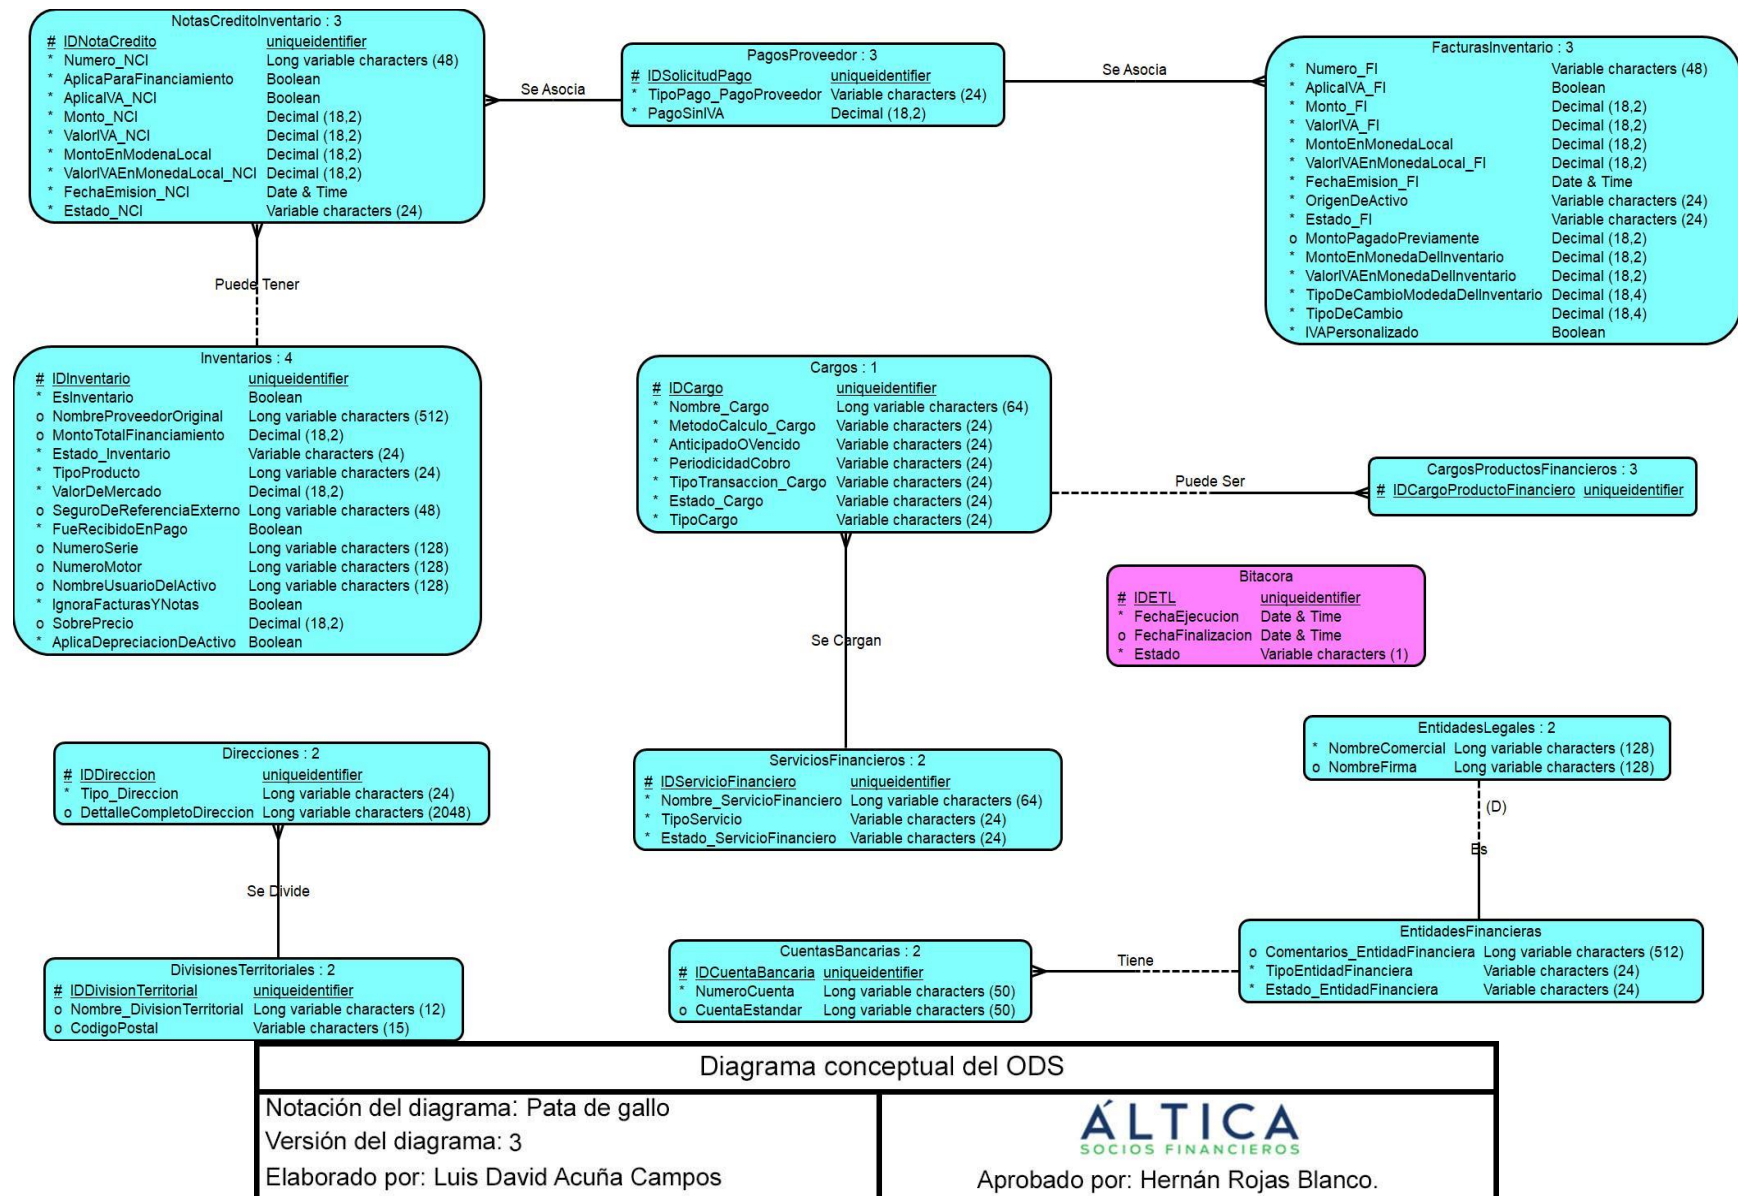 NotasCreditoInventario : 3
# IDNotaCredito uniqueidentifier
* Numero_NCI Long variable characters (48)
* AplicaParaFinanciamiento Boolean
* AplicaIVA_NCI Boolean
* Monto_NCI Decimal (18,2)
* ValorIVA_NCI Decimal (18,2)
* MontoEnModenaLocal Decimal (18,2)
* ValorIVAEnMonedaLocal_NCI Decimal (18,2)
* FechaEmision_NCI Date & Time
* Estado_NCI Variable characters (24)
Se Asocia
PagosProveedor : 3
# IDSolicitudPago uniqueidentifier
* TipoPago_PagoProveedor Variable characters (24)
* PagoSinIVA Decimal (18,2)
Se Asocia
FacturasInventario : 3
* Numero_FI Variable characters (48)
* AplicaIVA_FI Boolean
* Monto_FI Decimal (18,2)
* ValorIVA_FI Decimal (18,2)
* MontoEnMonedaLocal Decimal (18,2)
* ValorIVAEnMonedaLocal_FI Decimal (18,2)
* FechaEmision_FI Date & Time
* OrigenDeActivo Variable characters (24)
* Estado_FI Variable characters (24)
o MontoPagadoPreviamente Decimal (18,2)
* MontoEnMonedaDelInventario Decimal (18,2)
* ValorIVAEnMonedaDelInventario Decimal (18,2)
* TipoDeCambioModedaDelInventario Decimal (18,4)
* TipoDeCambio Decimal (18,4)
* IVAPersonalizado Boolean
Puede Tener
Inventarios : 4
# IDInventario uniqueidentifier
* EsInventario Boolean
o NombreProveedorOriginal Long variable characters (512)
o MontoTotalFinanciamiento Decimal (18,2)
* Estado_Inventario Variable characters (24)
* TipoProducto Long variable characters (24)
* ValorDeMercado Decimal (18,2)
o SeguroDeReferenciaExterno Long variable characters (48)
* FueRecibidoEnPago Boolean
o NumeroSerie Long variable characters (128)
o NumeroMotor Long variable characters (128)
o NombreUsuarioDelActivo Long variable characters (128)
* IgnoraFacturasYNotas Boolean
o SobrePrecio Decimal (18,2)
* AplicaDepreciacionDeActivo Boolean
Cargos : 1
# IDCargo uniqueidentifier
* Nombre_Cargo Long variable characters (64)
* MetodoCalculo_Cargo Variable characters (24)
* AnticipadoOVencido Variable characters (24)
* PeriodicidadCobro Variable characters (24)
* TipoTransaccion_Cargo Variable characters (24)
* Estado_Cargo Variable characters (24)
* TipoCargo Variable characters (24)
Puede Ser
CargosProductosFinancieros : 3
# IDCargoProductoFinanciero uniqueidentifier
Bitacora
# IDETL uniqueidentifier
* FechaEjecucion Date & Time
o FechaFinalizacion Date & Time
* Estado Variable characters (1)
Se Cargan
Direcciones : 2
# IDDireccion uniqueidentifier
* Tipo_Direccion Long variable characters (24)
o DettalleCompletoDireccion Long variable characters (2048)
ServiciosFinancieros : 2
# IDServicioFinanciero uniqueidentifier
* Nombre_ServicioFinanciero Long variable characters (64)
* TipoServicio Variable characters (24)
* Estado_ServicioFinanciero Variable characters (24)
EntidadesLegales : 2
* NombreComercial Long variable characters (128)
o NombreFirma Long variable characters (128)
(D)
Es
Se Divide
DivisionesTerritoriales : 2
# IDDivisionTerritorial uniqueidentifier
o Nombre_DivisionTerritorial Long variable characters (12)
o CodigoPostal Variable characters (15)
CuentasBancarias : 2
# IDCuentaBancaria uniqueidentifier
* NumeroCuenta Long variable characters (50)
o CuentaEstandar Long variable characters (50)
Tiene
EntidadesFinancieras
o Comentarios_EntidadFinanciera Long variable characters (512)
* TipoEntidadFinanciera Variable characters (24)
* Estado_EntidadFinanciera Variable characters (24)
Diagrama conceptual del ODS
Notación del diagrama: Pata de gallo
Versión del diagrama: 3
Elaborado por: Luis David Acuña Campos
ÁLTICA
SOCIOS FINANCIEROS
Aprobado por: Hernán Rojas Blanco.